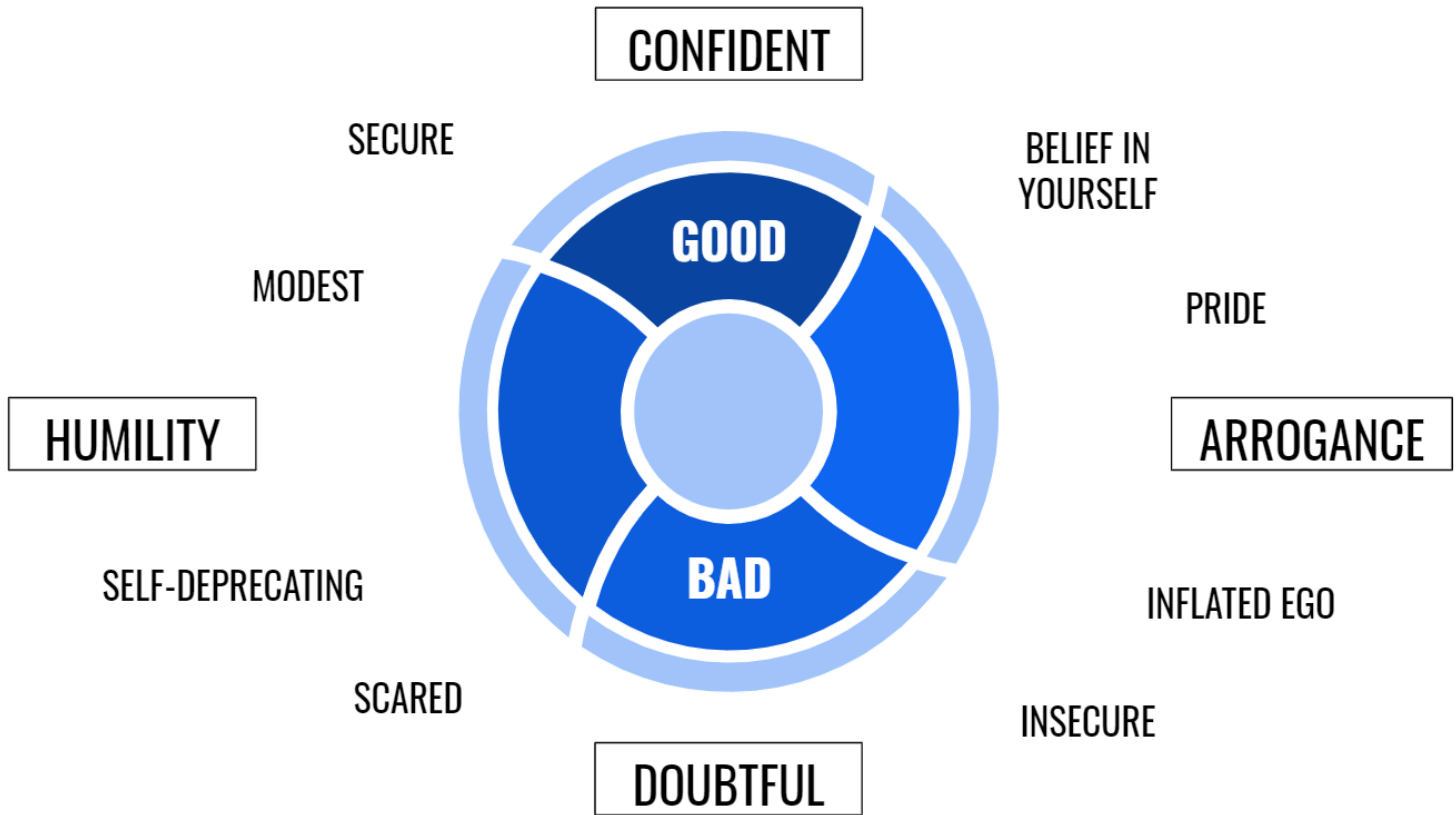 CONFIDENT
SECURE
BELIEF IN
YOURSELF
GOOD
MODEST
PRIDE
HUMILITY
ARROGANCE
SELF-DEPRECATING
BAD
INFLATED EGO
SCARED
INSECURE
DOUBTFUL